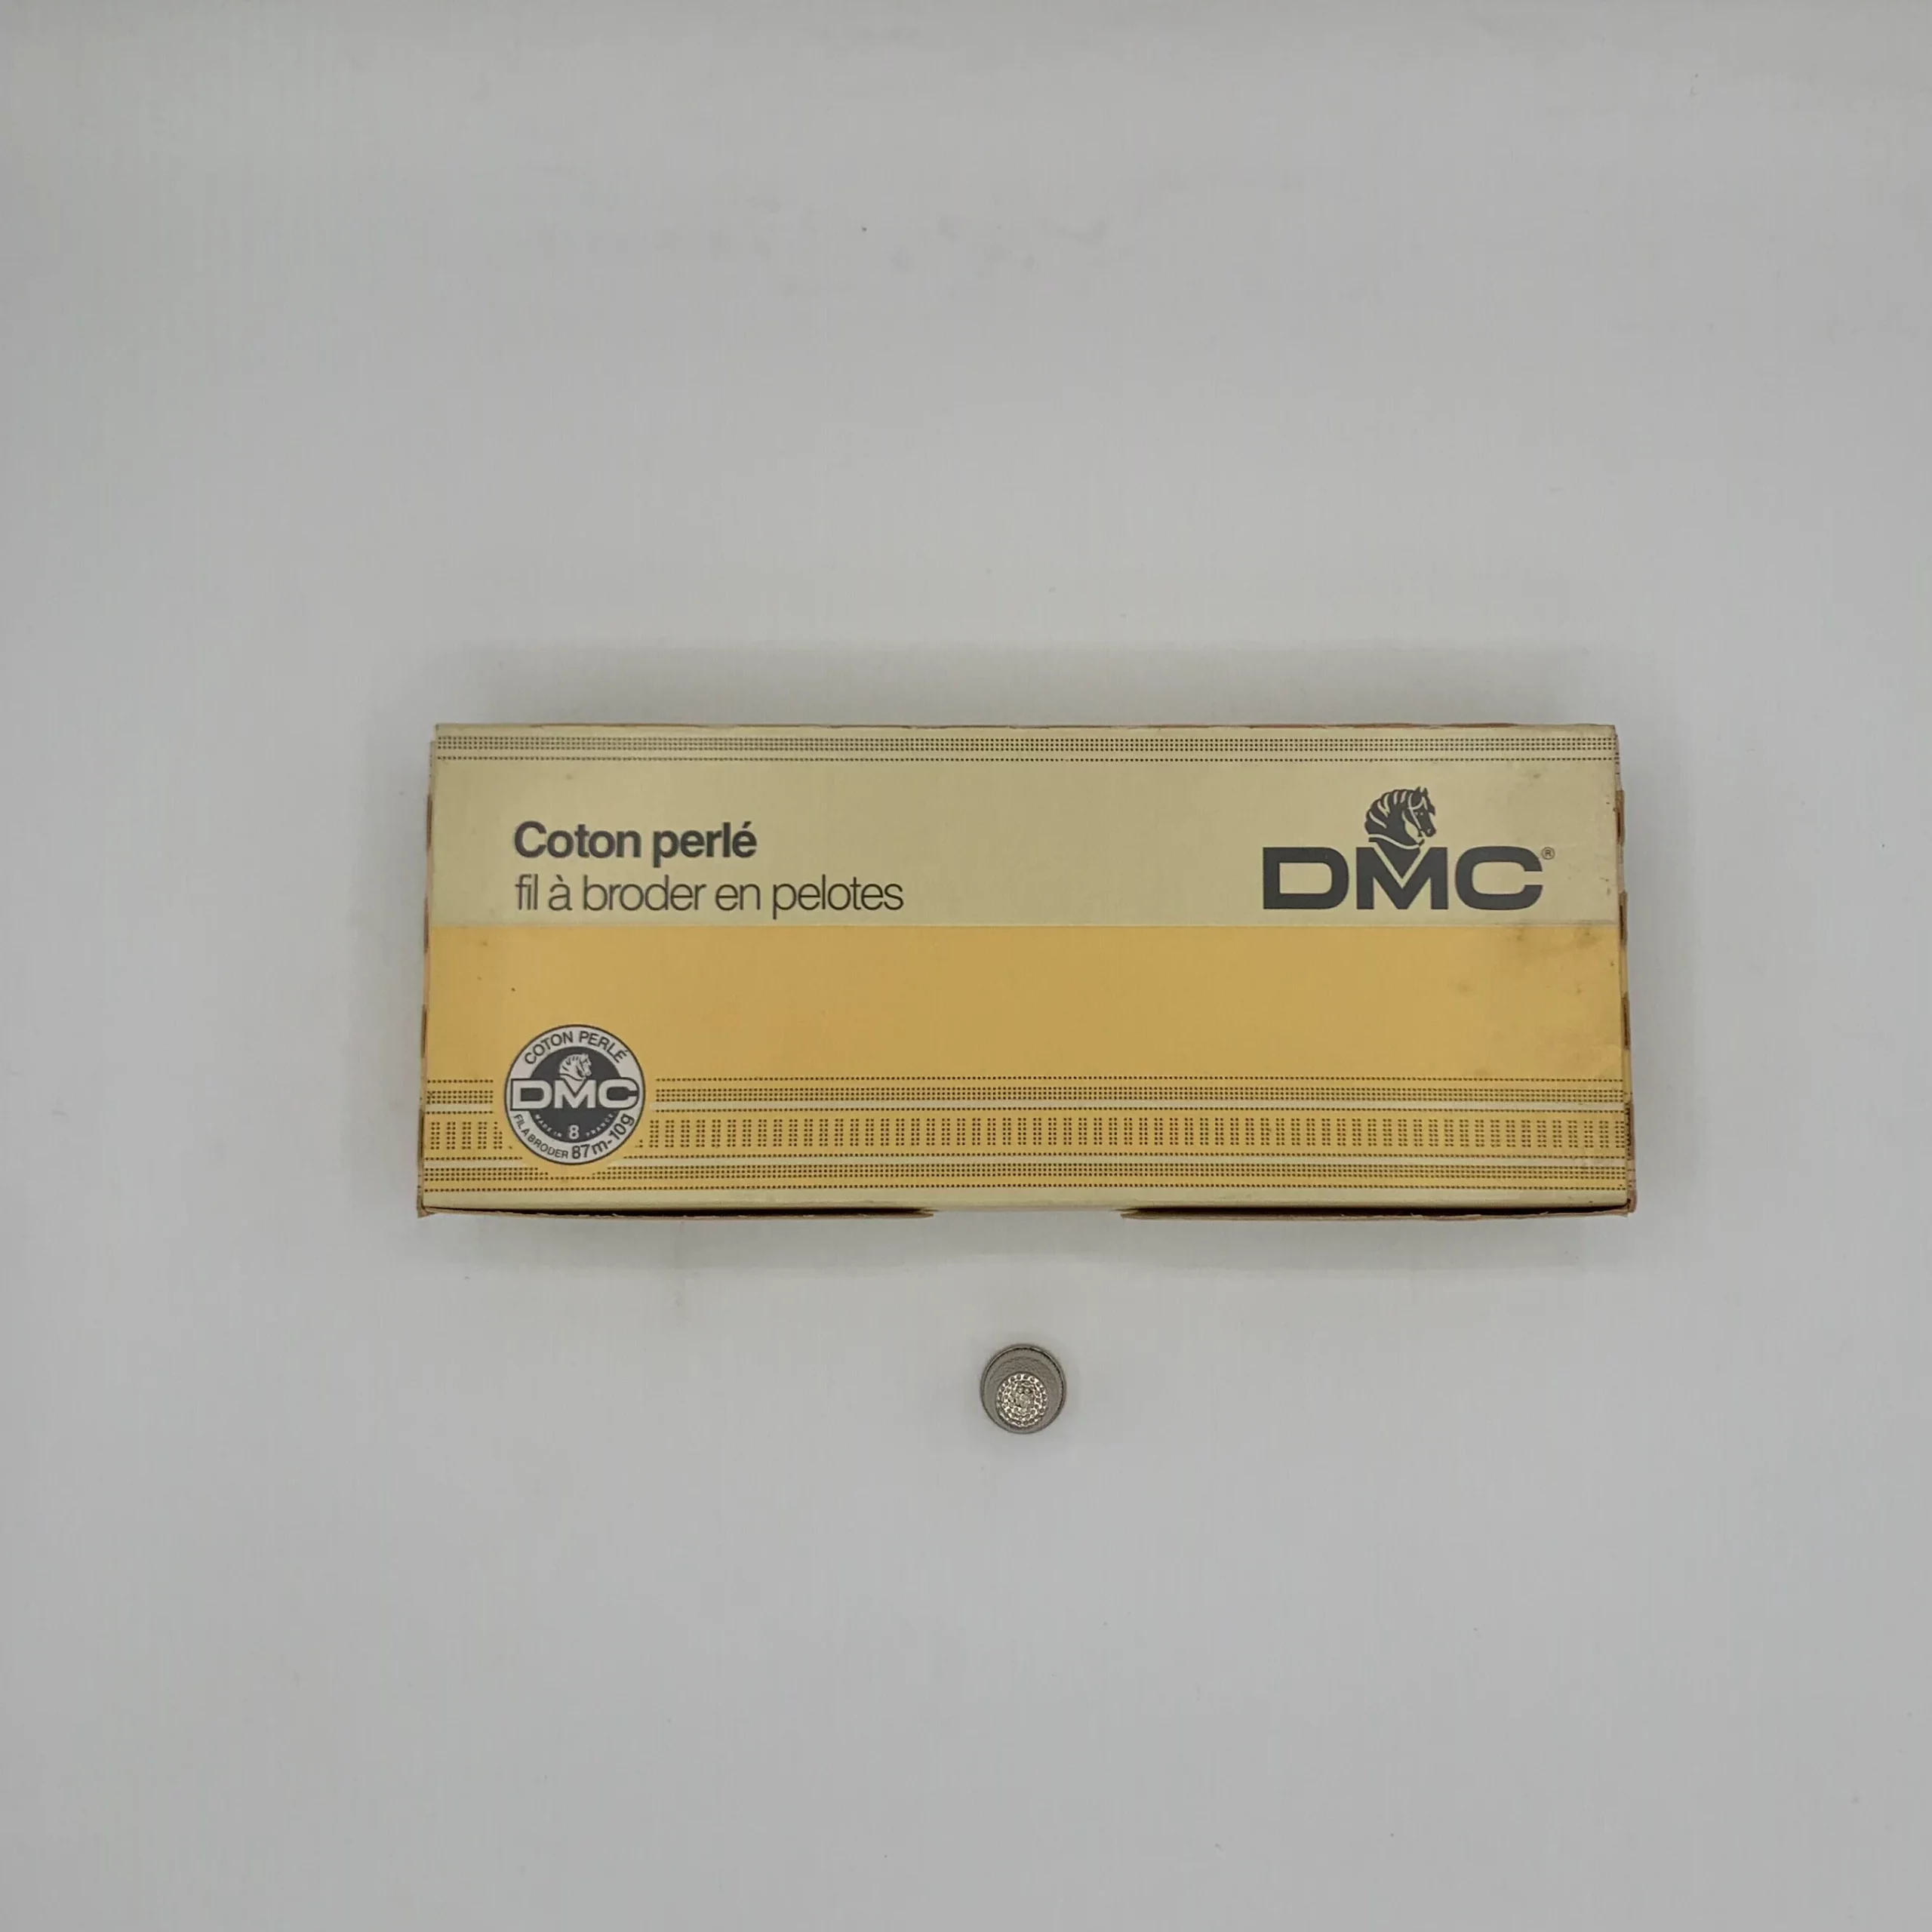 Coton perlé
fil à broder en pelotes
DMC®
COTON PERLÉ
DMC
MADE IN FRANCE
8
FIL A BRODER 87m-10g